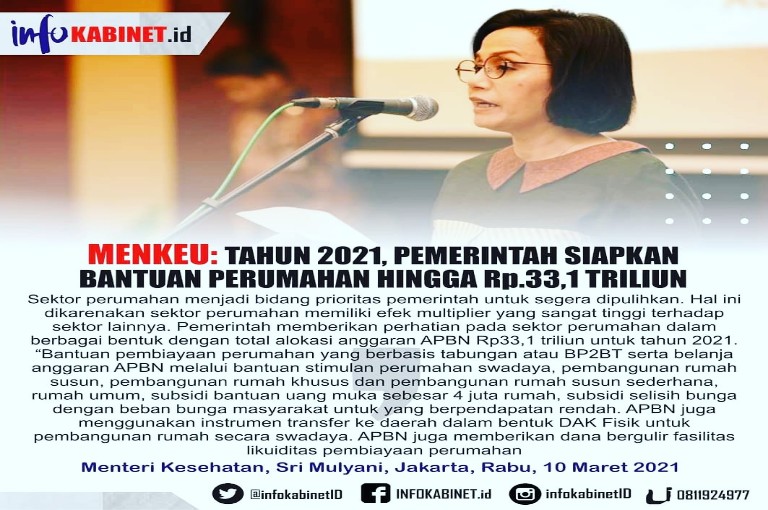 infoKABINET.id
MENKEU: TAHUN 2021, PEMERINTAH SIAPKAN
BANTUAN PERUMAHAN HINGGA Rp.33,1 TRILIUN
Sektor perumahan menjadi bidang prioritas pemerintah untuk segera dipulihkan. Hal ini
dikarenakan sektor perumahan memiliki efek multiplier yang sangat tinggi terhadap
sektor lainnya. Pemerintah memberikan perhatian pada sektor perumahan dalam
berbagai bentuk dengan total alokasi anggaran APBN Rp33,1 triliun untuk tahun 2021.
“Bantuan pembiayaan perumahan yang berbasis tabungan atau BP2BT serta belanja
anggaran APBN melalui bantuan stimulan perumahan swadaya, pembangunan rumah
susun, pembangunan rumah khusus dan pembangunan rumah susun sederhana,
rumah umum, subsidi bantuan uang muka sebesar 4 juta rumah, subsidi selisih bunga
dengan beban bunga masyarakat untuk yang berpendapatan rendah. APBN juga
menggunakan instrumen transfer ke daerah dalam bentuk DAK Fisik untuk
pembangunan rumah secara swadaya. APBN juga memberikan dana bergulir fasilitas
likuiditas pembiayaan perumahan
Menteri Kesehatan, Sri Mulyani, Jakarta, Rabu, 10 Maret 2021
@infokabinetID INFOKABINET.id infokabinetID 0811924977